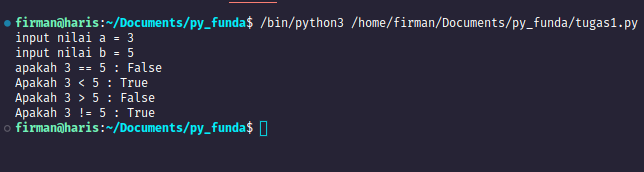 firman@haris:~/Documents/py_funda$ /bin/python3 /home/firman/Documents/py_funda/tugas1.py
input nilai a = 3
input nilai b = 5
apakah 3 == 5 : False
Apakah 3 < 5 : True
Apakah 3 > 5 : False
Apakah 3 != 5 : True
firman@haris:~/Documents/py_funda$